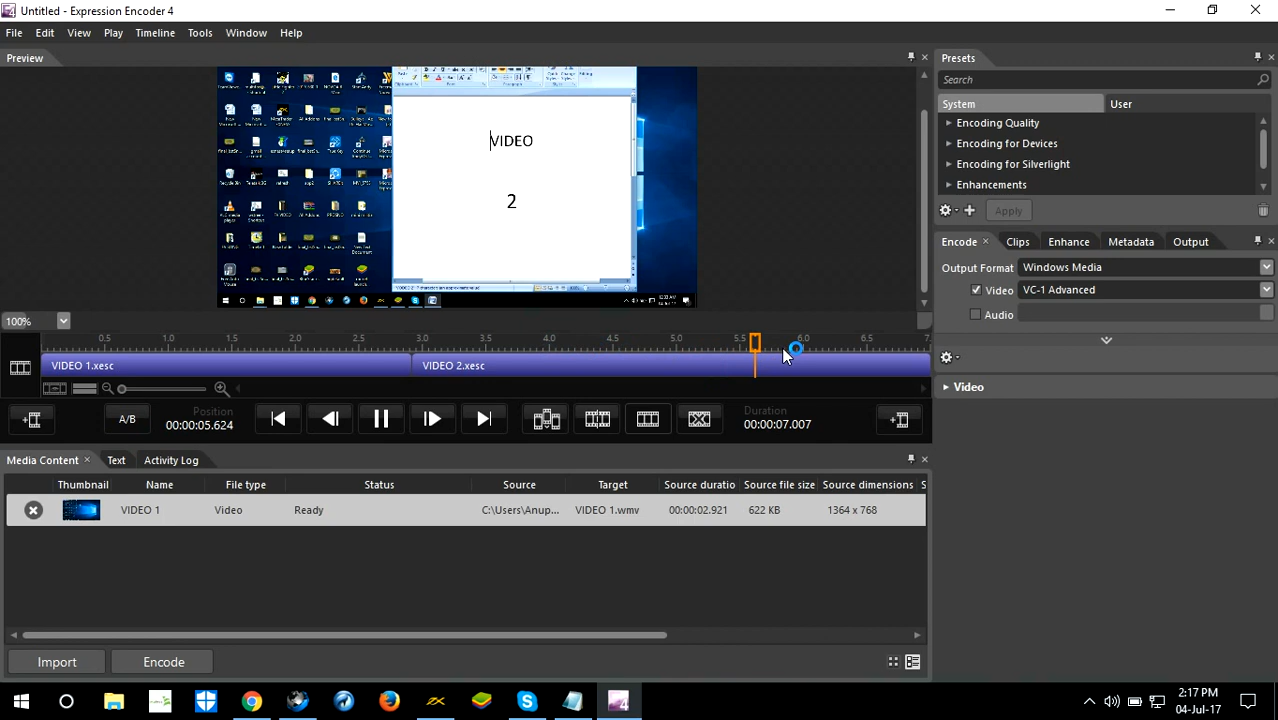 Untitled - Expression Encoder 4
File Edit View Play Timeline Tools Window Help
Preview
VIDEO
2
100%
0.5 1.0 1.5 2.0 2.5 3.0 3.5 4.0 4.5 5.0 5.5 6.0 6.5 7.
VIDEO 1.xesc VIDEO 2.xesc
A/B
Position
00:00:05.624
Duration
00:00:07.007
Media Content Text Activity Log
Thumbnail Name File type Status Source Target Source duratio Source file size Source dimensions S
VIDEO 1 Video Ready C:\Users\Anup... VIDEO 1.wmv 00:00:02.921 622 KB 1364 x 768
Import Encode
Presets
Search
System User
Encoding Quality
Encoding for Devices
Encoding for Silverlight
Enhancements
Apply
Encode Clips Enhance Metadata Output
Output Format Windows Media
Video VC-1 Advanced
Audio
Video
2:17 PM
04-Jul-17